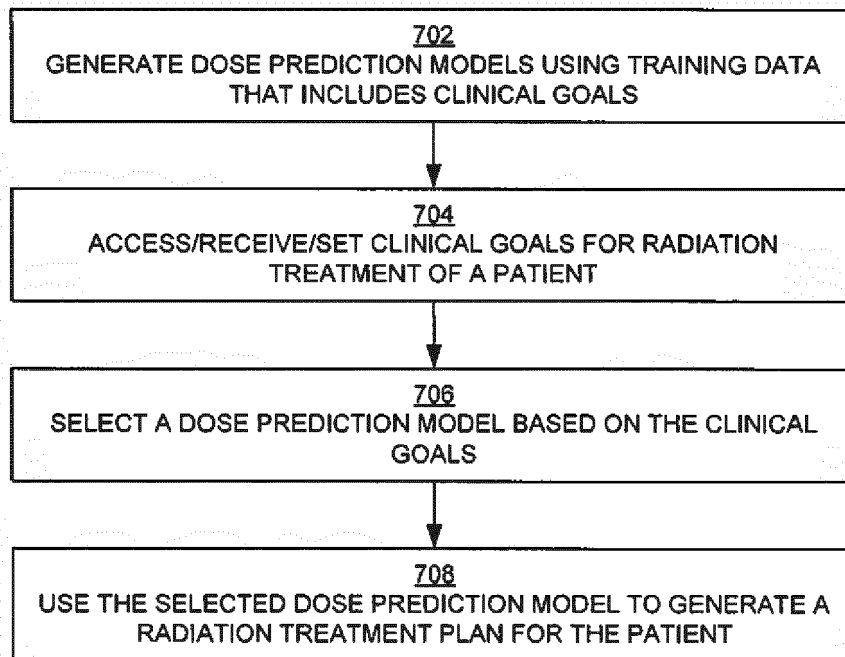 702
GENERATE DOSE PREDICTION MODELS USING TRAINING DATA
THAT INCLUDES CLINICAL GOALS
704
ACCESS/RECEIVE/SET CLINICAL GOALS FOR RADIATION
TREATMENT OF A PATIENT
706
SELECT A DOSE PREDICTION MODEL BASED ON THE CLINICAL
GOALS
708
USE THE SELECTED DOSE PREDICTION MODEL TO GENERATE A
RADIATION TREATMENT PLAN FOR THE PATIENT